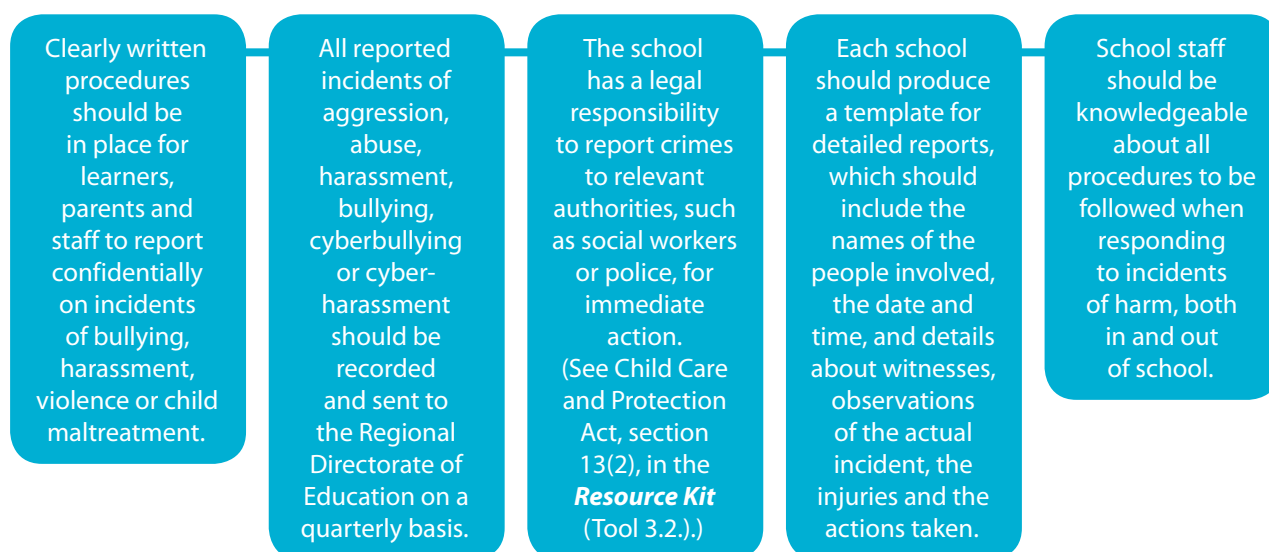 Clearly written
procedures
should be
in place for
learners,
parents and
staff to report
confidentially
on incidents
of bullying,
harassment,
violence or child
maltreatment.
All reported
incidents of
aggression,
abuse,
harassment,
bullying,
cyberbullying
or cyber-
harassment
should be
recorded
and sent to
the Regional
Directorate of
Education on a
quarterly basis.
The school
has a legal
responsibility
to report crimes
to relevant
authorities, such
as social workers
or police, for
immediate
action.
(See Child Care
and Protection
Act, section
13(2), in the
Resource Kit
(Tool 3.2.).)
Each school
should produce
a template for
detailed reports,
which should
include the
names of the
people involved,
the date and
time, and details
about witnesses,
observations
of the actual
incident, the
injuries and the
actions taken.
School staff
should be
knowledgeable
about all
procedures to be
followed when
responding
to incidents
of harm, both
in and out
of school.